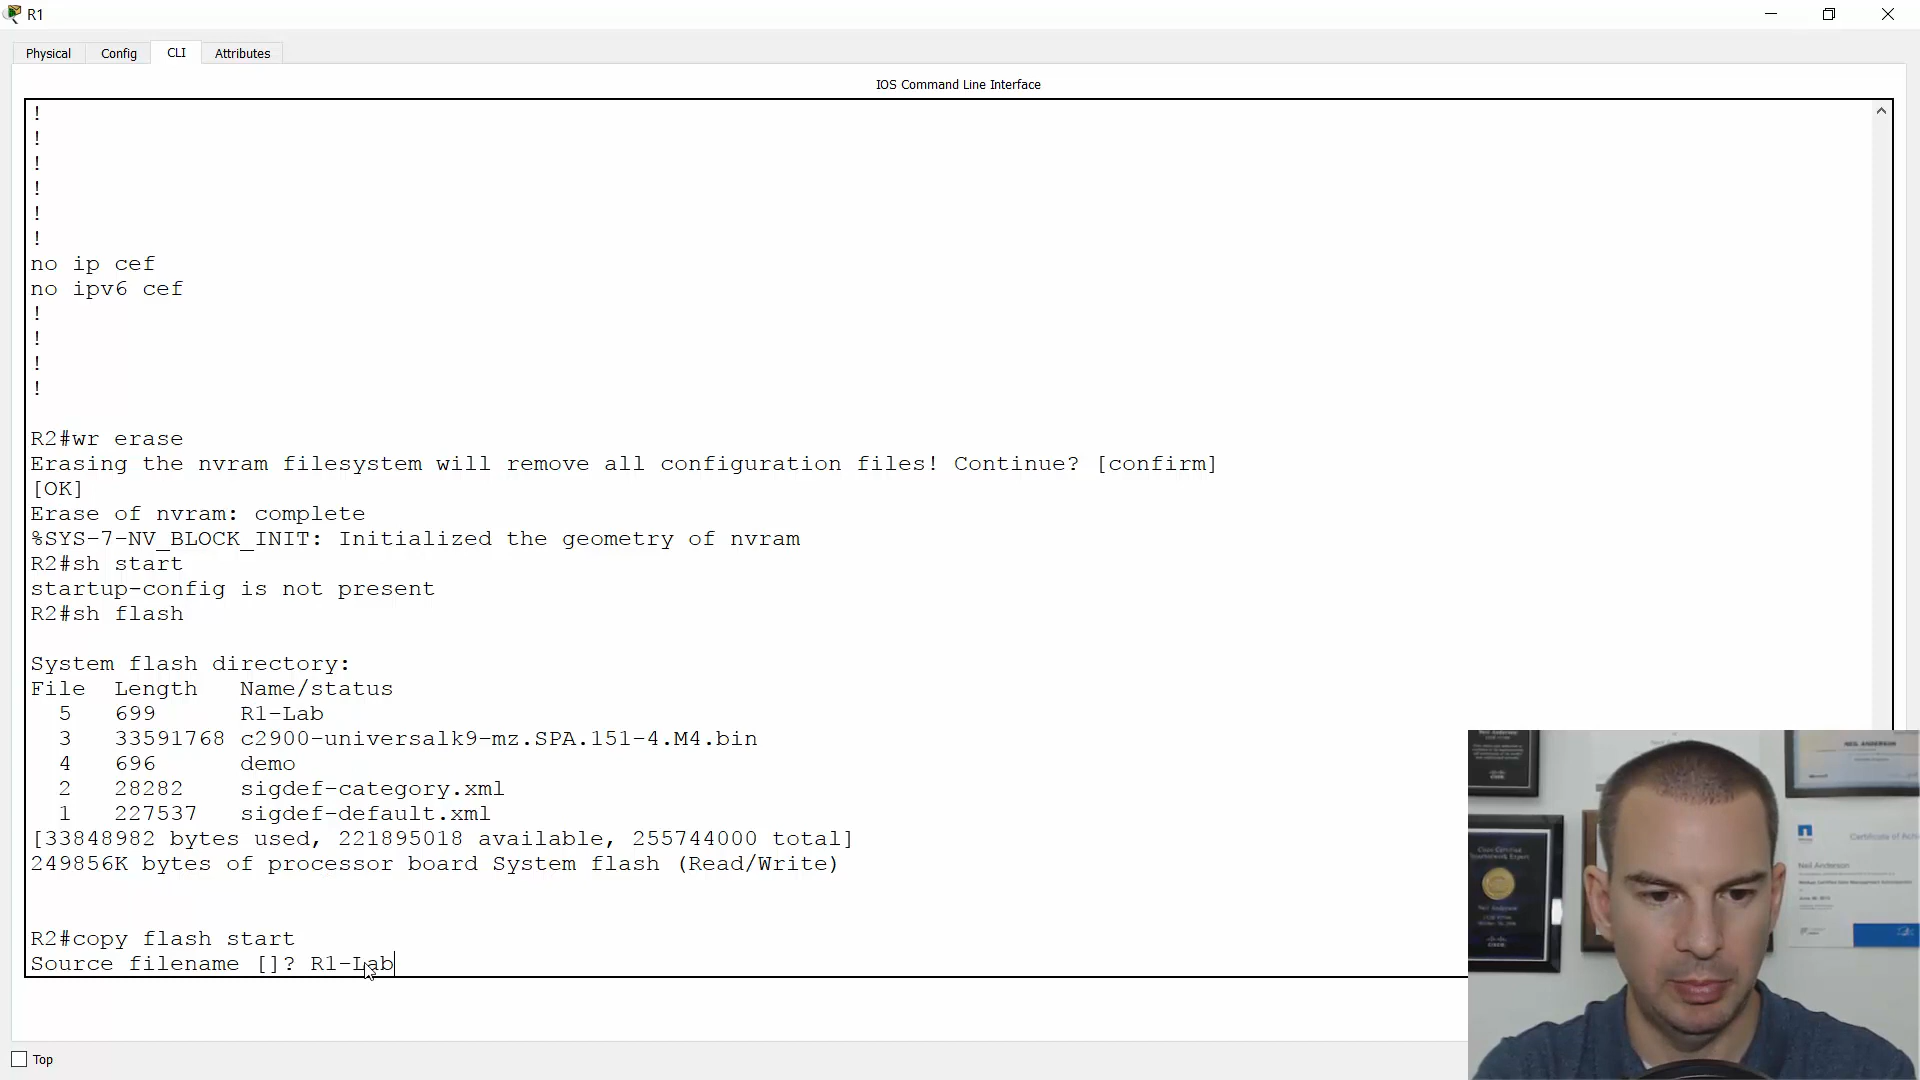 R1
Physical
Config
CLI
Attributes
IOS Command Line Interface
!
!
!
!
!
!
no ip cef
no ipv6 cef
!
!
!
!
R2#wr erase
Erasing the nvram filesystem will remove all configuration files! Continue? [confirm]
[OK]
Erase of nvram: complete
%SYS-7-NV_BLOCK_INIT: Initialized the geometry of nvram
R2#sh start
startup-config is not present
R2#sh flash
System flash directory:
File Length Name/status
5 699 R1-Lab
3 33591768 c2900-universalk9-mz.SPA.151-4.M4.bin
4 696 demo
2 28282 sigdef-category.xml
1 227537 sigdef-default.xml
[33848982 bytes used, 221895018 available, 255744000 total]
249856K bytes of processor board System flash (Read/Write)
R2#copy flash start
Source filename []? R1-Lab
Top
NEIL ANDERSON
Neil Anderson